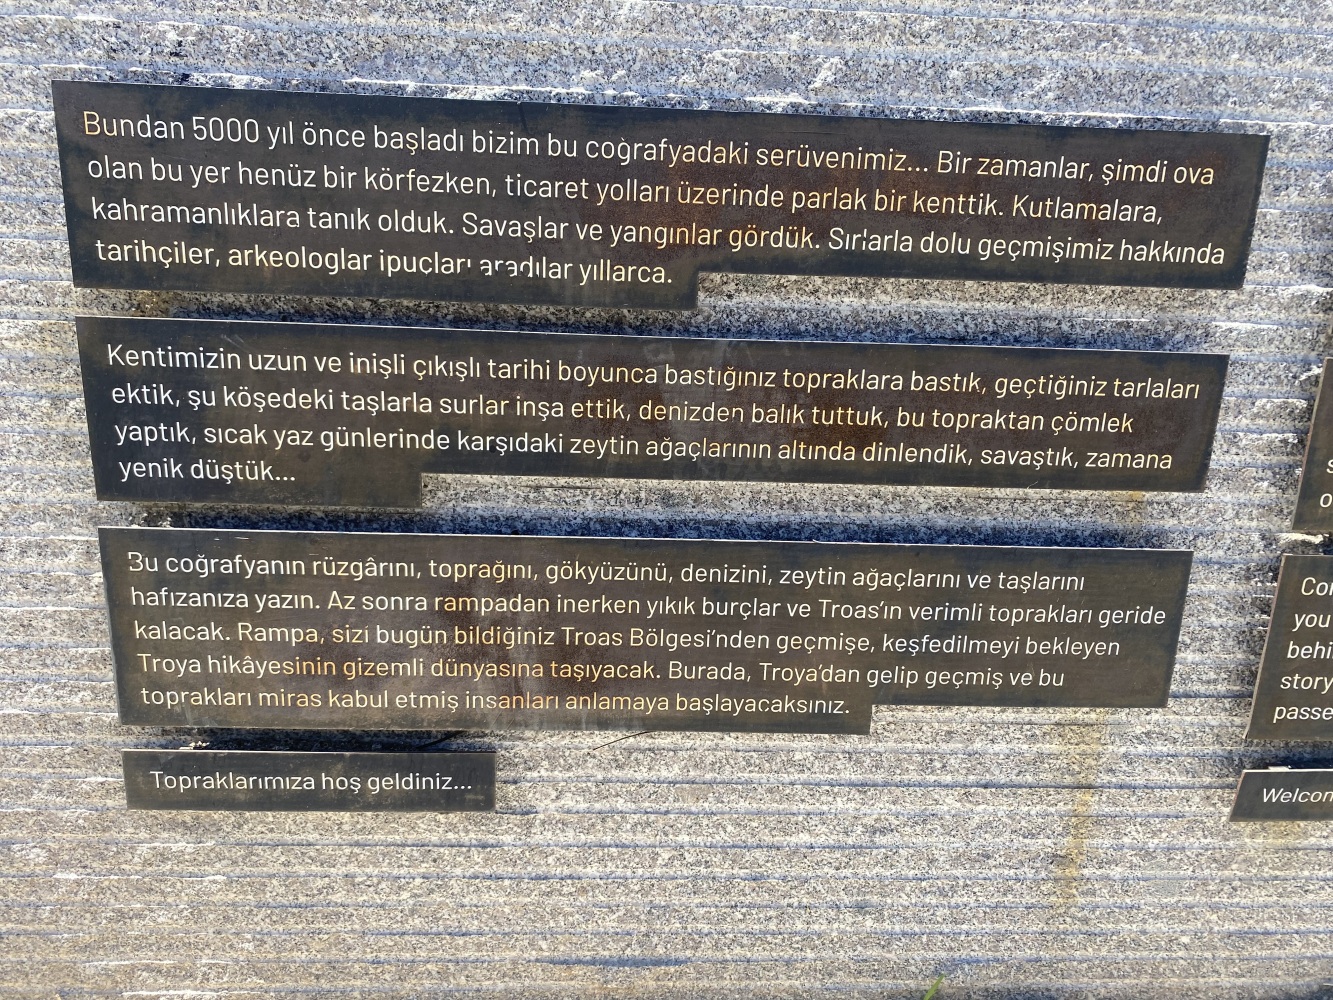 Bundan 5000 yıl önce başladı bizim bu coğrafyadaki serüvenimiz... Bir zamanlar, şimdi ova
olan bu yer henüz bir körfezken, ticaret yolları üzerinde parlak bir kenttik. Kutlamalara,
kahramanlıklara tanık olduk. Savaşlar ve yangınlar gördük. Sırlarla dolu geçmişimiz hakkında
tarihçiler, arkeologlar ipuçları aradılar yıllarca.
Kentimizin uzun ve inişli çıkışlı tarihi boyunca bastığınız topraklara bastık, geçtiğiniz tarlaları
ektik, şu köşedeki taşlarla surlar inşa ettik, denizden balık tuttuk, bu topraktan çömlek
yaptık, sıcak yaz günlerinde karşıdaki zeytin ağaçlarının altında dinlendik, savaştık, zamana
yenik düştük...
Bu coğrafyanın rüzgârını, toprağını, gökyüzünü, denizini, zeytin ağaçlarını ve taşlarını
hafızanıza yazın. Az sonra rampadan inerken yıkık burçlar ve Troas’ın verimli toprakları geride
kalacak. Rampa, sizi bugün bildiğiniz Troas Bölgesi’nden geçmişe, keşfedilmeyi bekleyen
Troya hikâyesinin gizemli dünyasına taşıyacak. Burada, Troya’dan gelip geçmiş ve bu
toprakları miras kabul etmiş insanları anlamaya başlayacaksınız.
Topraklarımıza hoş geldiniz...
you
story